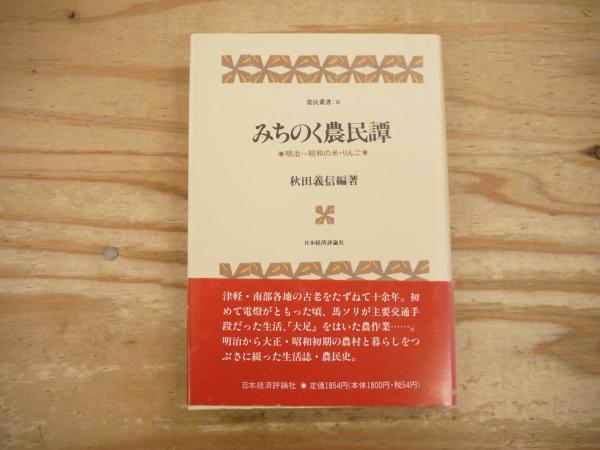 常民叢書:8
みちのく農民譚
●明治〜昭和の米・りんご●
秋田義信編著
日本経済評論社
津軽・南部各地の古老をたずねて十余年。初
めて電燈がともった頃、馬ソリが主要交通手
段だった生活、「大足」をはいた農作業……。
明治から大正・昭和初期の農村と暮らしをつ
ぶさに綴った生活誌・農民史。
日本経済評論社 ● 定価1854円(本体1800円・税54円)